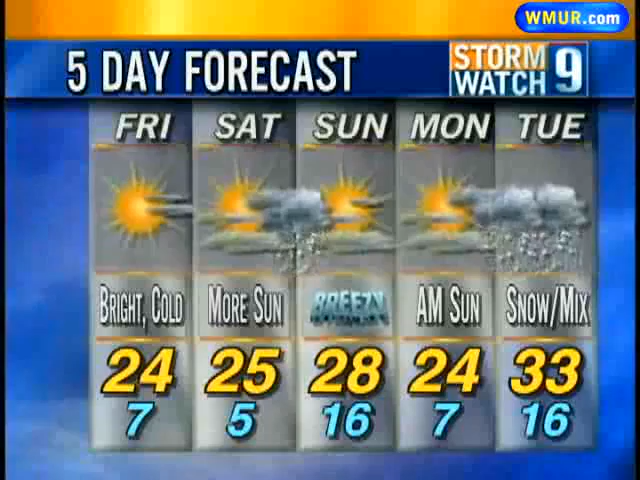 WMUR.com
5 DAY FORECAST
STORM WATCH 9
FRI SAT SUN MON TUE
BRIGHT, COLD MORE SUN BREEZY AM SUN SNOW/MIX
24 25 28 24 33
7 5 16 7 16